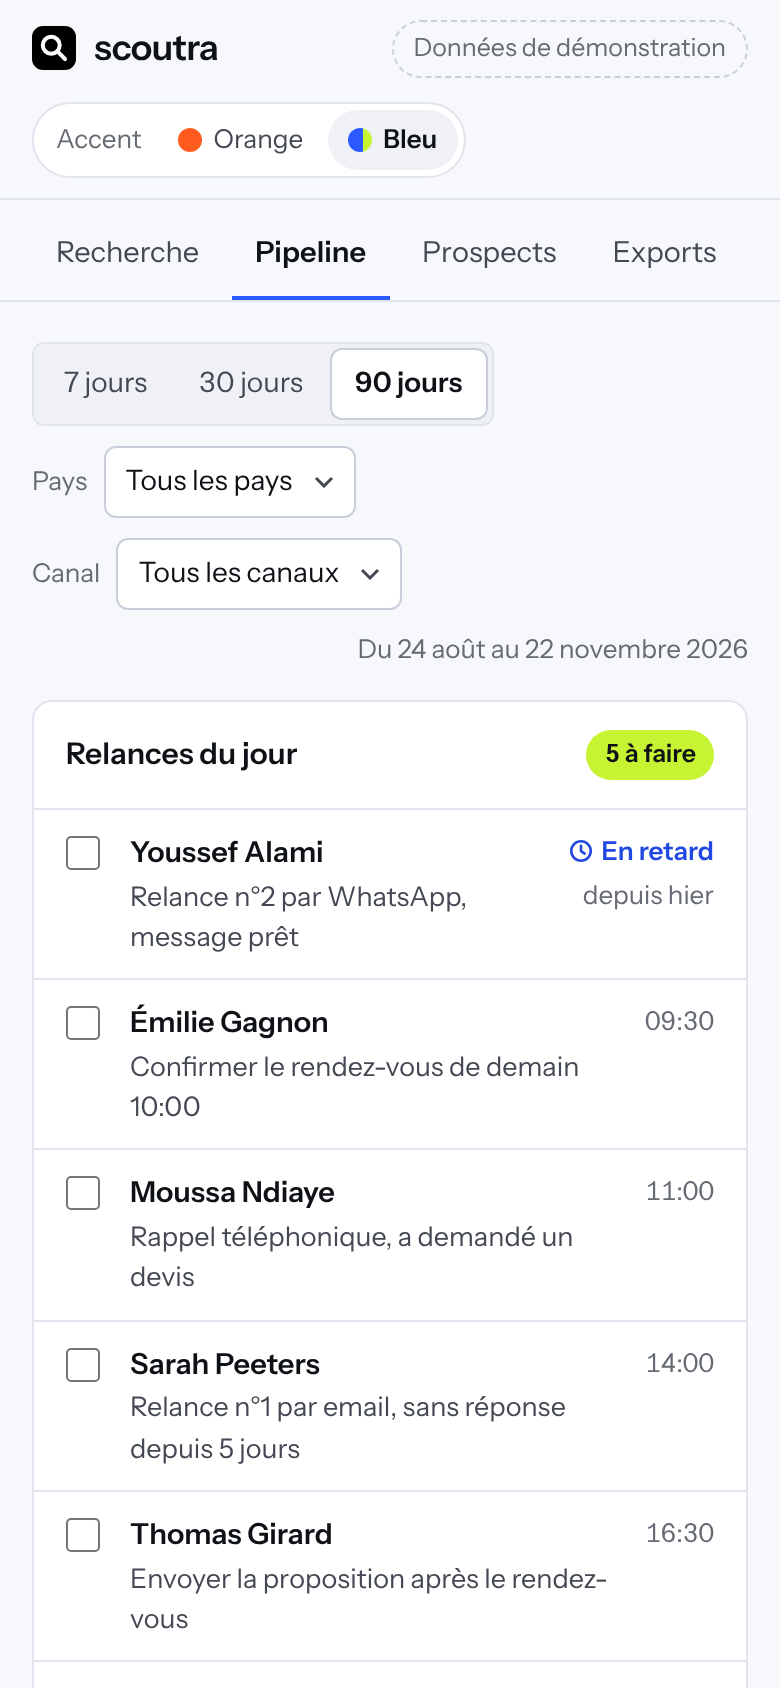 scoutra
Données de démonstration
Accent
Orange
Bleu
Recherche
Pipeline
Prospects
Exports
7 jours
30 jours
90 jours
Pays
Tous les pays
Canal
Tous les canaux
Du 24 août au 22 novembre 2026
Relances du jour
5 à faire
Youssef Alami
En retard
Relance n°2 par WhatsApp,
depuis hier
message prêt
Émilie Gagnon
09:30
Confirmer le rendez-vous de demain
10:00
Moussa Ndiaye
11:00
Rappel téléphonique, a demandé un
devis
Sarah Peeters
14:00
Relance n°1 par email, sans réponse
depuis 5 jours
Thomas Girard
16:30
Envoyer la proposition après le rendez-
vous